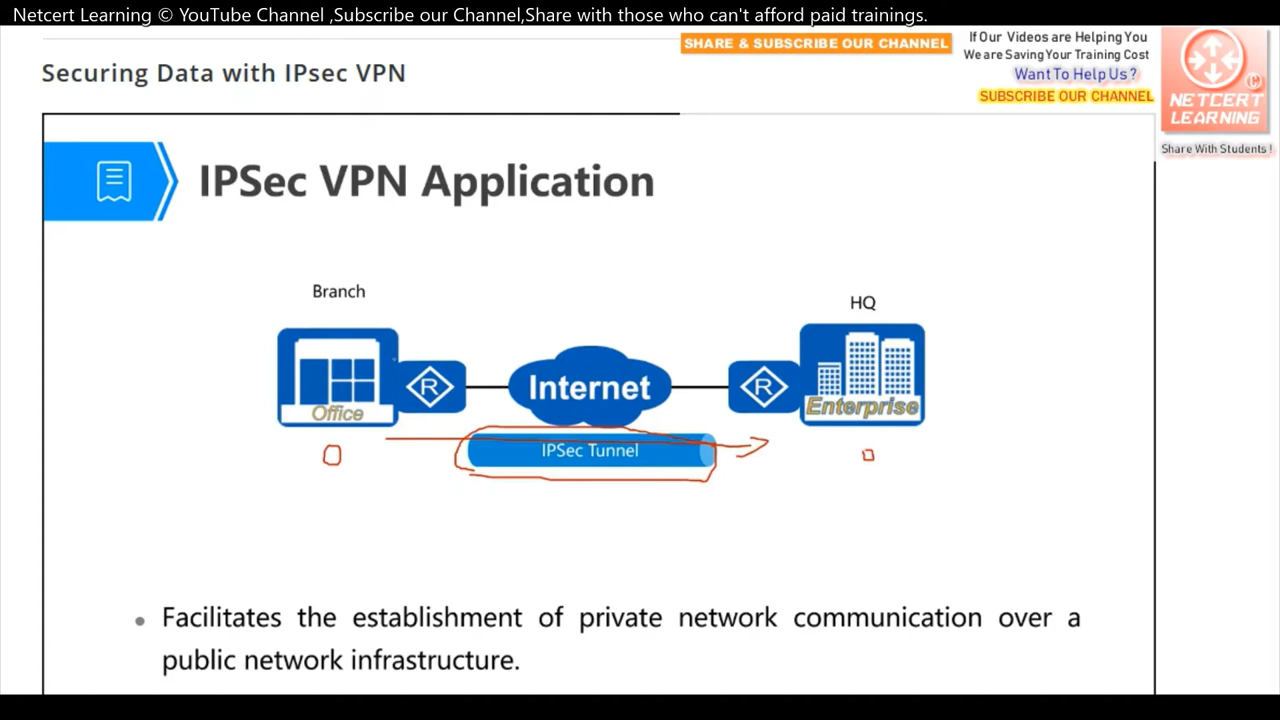 Netcert Learning © YouTube Channel ,Subscribe our Channel,Share with those who can't afford paid trainings.
SHARE & SUBSCRIBE OUR CHANNEL
If Our Videos are Helping You
We are Saving Your Training Cost
Want To Help Us ?
SUBSCRIBE OUR CHANNEL
©
NETCERT
LEARNING
Share With Students !
Securing Data with IPsec VPN
IPSec VPN Application
Branch
HQ
Office
R
Internet
R
Enterprise
IPSec Tunnel
• Facilitates the establishment of private network communication over a
public network infrastructure.